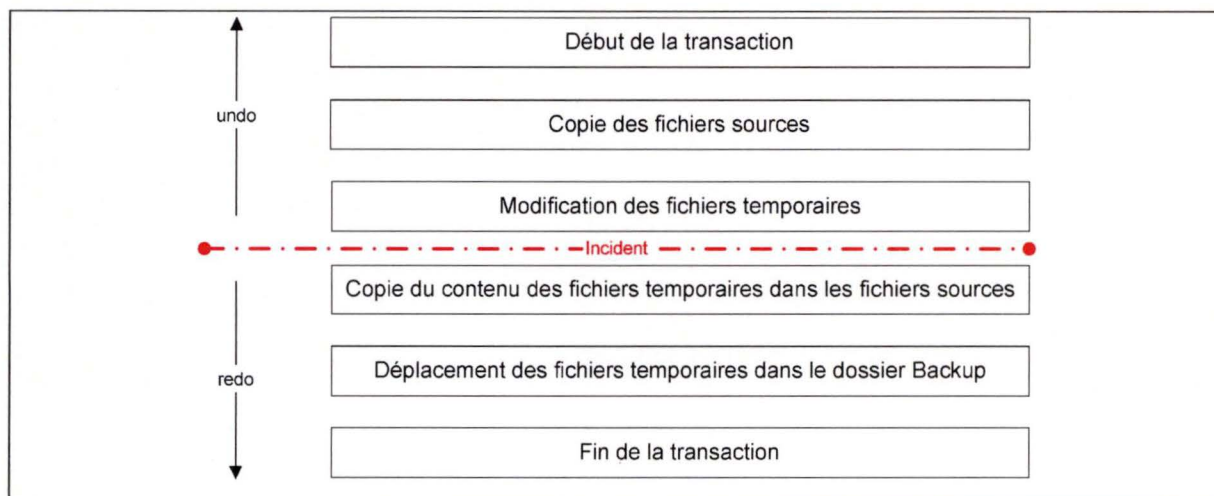 Début de la transaction
undo
Copie des fichiers sources
Modification des fichiers temporaires
Incident
Copie du contenu des fichiers temporaires dans les fichiers sources
redo
Déplacement des fichiers temporaires dans le dossier Backup
Fin de la transaction